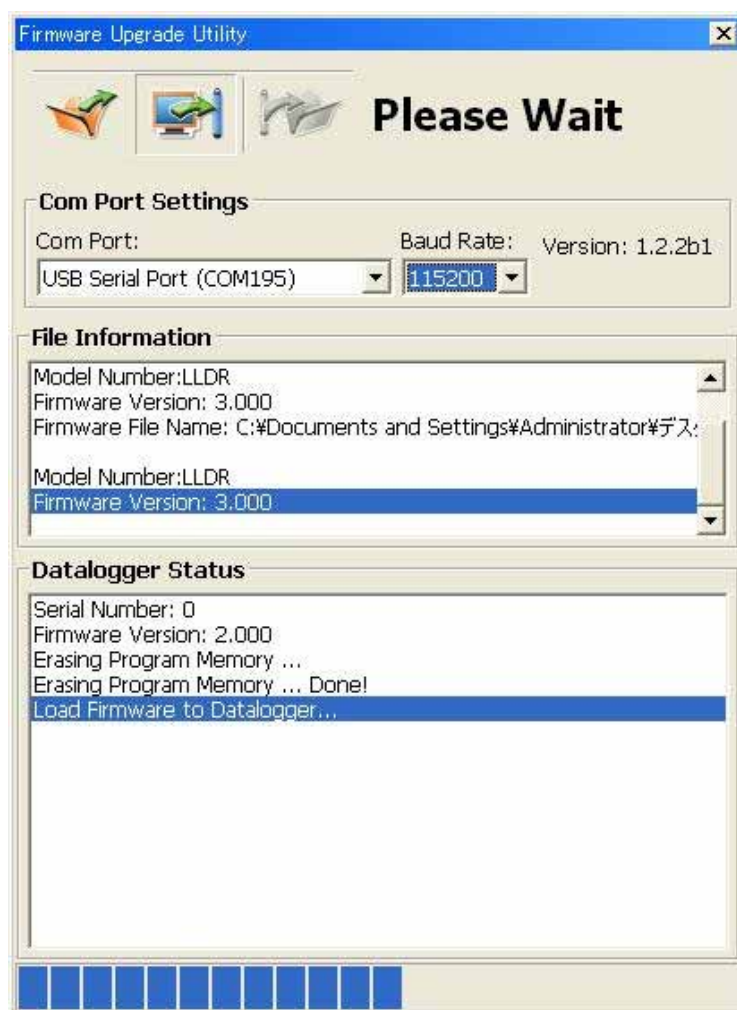 Firmware Upgrade Utility
Please Wait
Com Port Settings
Com Port:
Baud Rate:
Version: 1.2.2b1
USB Serial Port (COM195)
115200
File Information
Model Number:LLDR
Firmware Version: 3.000
Firmware File Name: C:¥Documents and Settings¥Administrator¥デスク
Model Number:LLDR
Firmware Version: 3.000
Datalogger Status
Serial Number: 0
Firmware Version: 2.000
Erasing Program Memory ...
Erasing Program Memory ... Done!
Load Firmware to Datalogger...